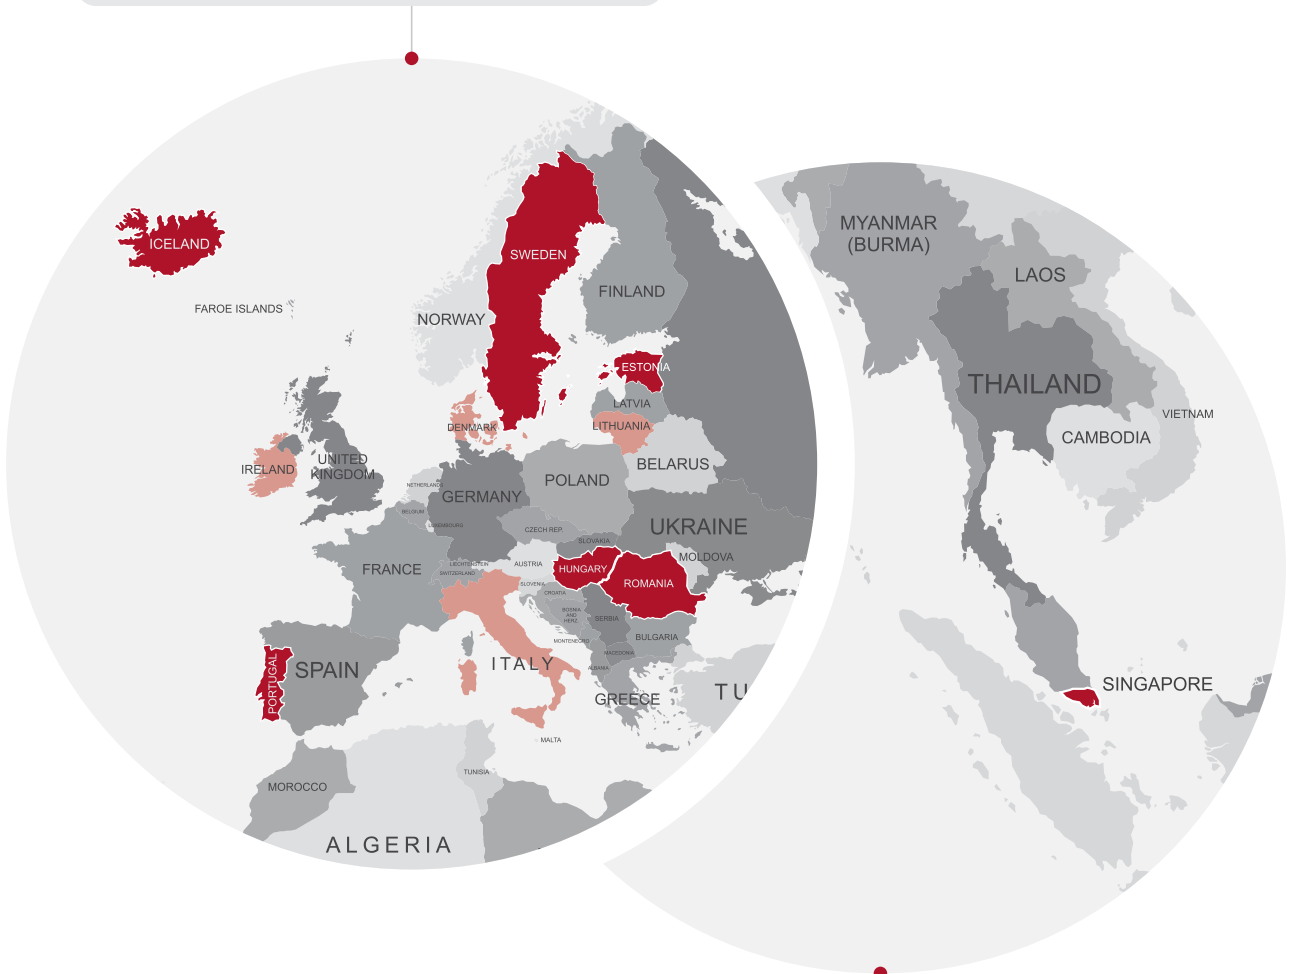 ICELAND
SWEDEN
FAROE ISLANDS
FINLAND
NORWAY
ESTONIA
LATVIA
DENMARK
LITHUANIA
IRELAND
UNITED
KINGDOM
BELARUS
POLAND
NETHERLANDS
GERMANY
BELGIUM
LUXEMBOURG
CZECH REP.
UKRAINE
SLOVAKIA
MOLDOVA
FRANCE
LIECHTENSTEIN
SWITZERLAND
AUSTRIA
HUNGARY
ROMANIA
SLOVENIA
CROATIA
BOSNIA
AND
HERZ
SERBIA
MONTENEGRO
BULGARIA
MACEDONIA
ALBANIA
ITALY
SPAIN
PORTUGAL
GREECE
TU
MALTA
TUNISIA
MOROCCO
ALGERIA
MYANMAR
(BURMA)
LAOS
THAILAND
VIETNAM
CAMBODIA
SINGAPORE